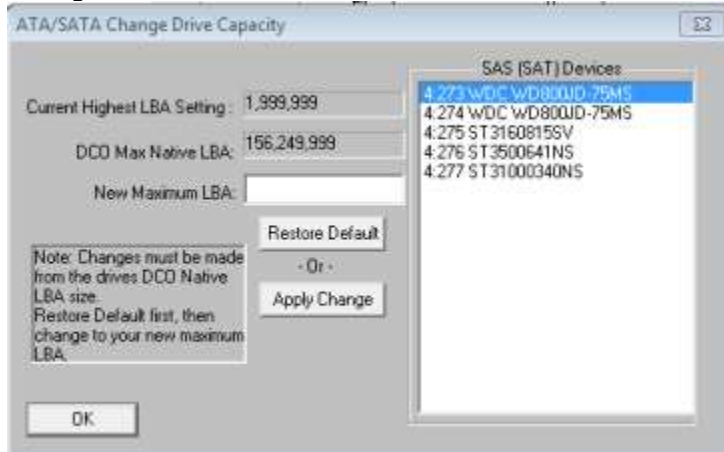 ATA/SATA Change Drive Capacity
SAS (SAT) Devices
Current Highest LBA Setting : 1,999,999
DCO Max Native LBA: 156,249,999
New Maximum LBA:
Restore Default
- Or -
Apply Change
Note: Changes must be made
from the drives DCO Native
LBA size.
Restore Default first, then
change to your new maximum
LBA.
OK
4:273 WDC WD800JD-75MS
4:274 WDC WD800JD-75MS
4:275 ST3160815SV
4:276 ST3500641NS
4:277 ST31000340NS